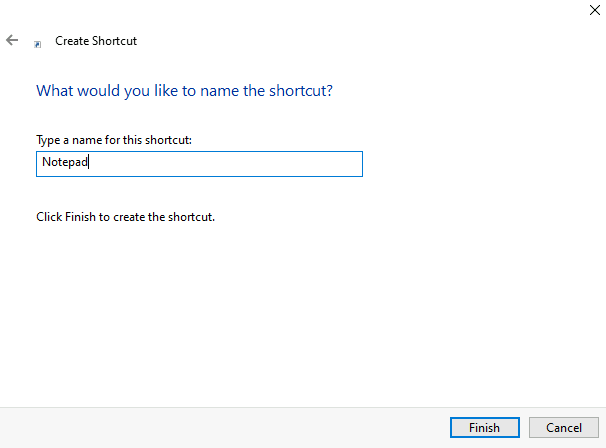 Create Shortcut
What would you like to name the shortcut?
Type a name for this shortcut:
Notepad
Click Finish to create the shortcut.
Finish
Cancel